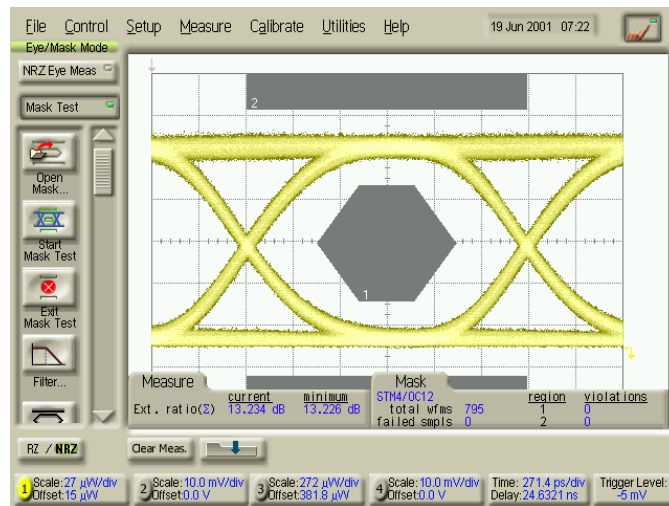 File Control Setup Measure Calibrate Utilities Help 19 Jun 2001 07:22
Eye/Mask Mode
NRZ Eye Meas
Mask Test
2
Open
Mask...
Start
Mask Test
1
Exit
Mask Test
Filter...
Measure
current minimum
Ext. ratio(Σ) 13.234 dB 13.226 dB
Mask
STM4/OC12 region violations
total wfms 795 1 0
failed smpls 0 2 0
RZ / NRZ
Clear Meas.
1 Scale:27 µW/div
Offset:15 µW
2 Scale:10.0 mV/div
Offset:0.0 V
3 Scale:272 µW/div
Offset:381.8 µW
4 Scale:10.0 mV/div
Offset:0.0 V
Time: 271.4 ps/div
Delay:24.6321 ns
Trigger Level:
-5 mV